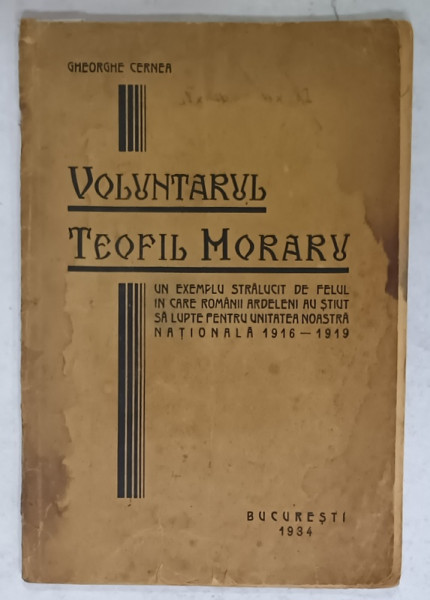 GHEORGHE CERNEA
VOLUNTARUL
TEOFIL MORARU
UN EXEMPLU STRĂLUCIT DE FELUL
IN CARE ROMÂNII ARDELENI AU ȘTIUT
SĂ LUPTE PENTRU UNITATEA NOASTRĂ
NAȚIONALĂ 1916 — 1919
BUCUREȘTI
1934